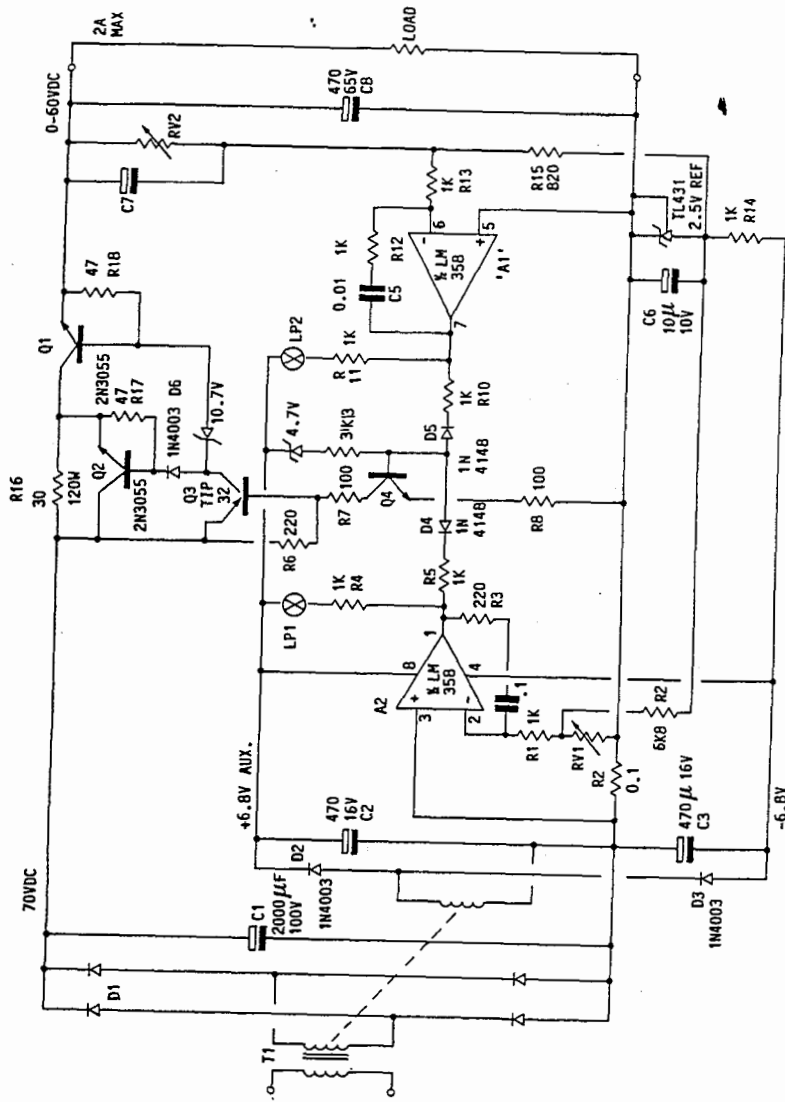 T1
D1
70VDC
C1
2000µF
100V
D2
1N4003
+6.8V AUX.
470
16V
C2
470µ 16V
C3
D3
1N4003
-6.8V
R16
30
120W
Q2
2N3055
Q1
2N3055
47
R17
1N4003 D6
47
R18
10.7V
Q3
TIP
32
R6
220
LP1
1K
R4
R7
100
4.7V
3K3
Q4
LP2
R
11
1K
A2
3
2
8
4
1
+
-
½ LM
358
.1
220
R3
R5
1K
D4
1N
4148
D5
1N
4148
R10
1K
R8
100
R1
1K
RV1
R2
0.1
R2
6K8
0.01
C5
1K
R12
7
6
5
-
+
½ LM
358
'A1'
1K
R13
R15
820
C7
RV2
0-60VDC
2A
MAX
470
65V
C8
LOAD
C6
10µ
10V
TL431
2.5V REF
1K
R14